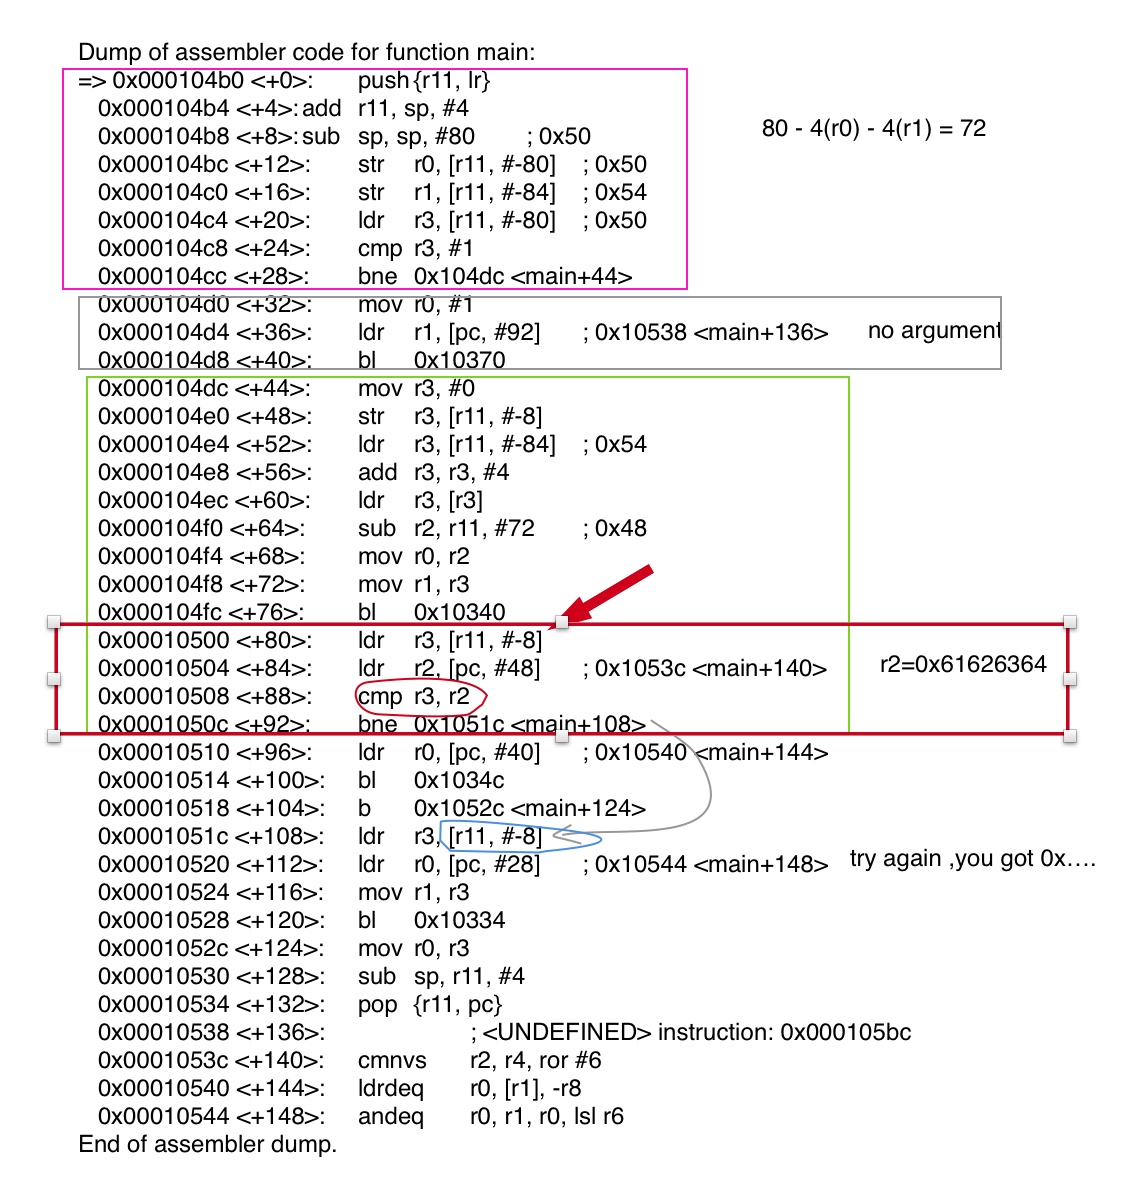 Dump of assembler code for function main:
=> 0x000104b0 <+0>: push {r11, lr}
0x000104b4 <+4>: add r11, sp, #4
80 - 4(r0) - 4(r1) = 72
0x000104b8 <+8>: sub sp, sp, #80 ; 0x50
0x000104bc <+12>: str r0, [r11, #-80] ; 0x50
0x000104c0 <+16>: str r1, [r11, #-84] ; 0x54
0x000104c4 <+20>: ldr r3, [r11, #-80] ; 0x50
0x000104c8 <+24>: cmp r3, #1
0x000104cc <+28>: bne 0x104dc <main+44>
0x000104d0 <+32>: mov r0, #1
0x000104d4 <+36>: ldr r1, [pc, #92] ; 0x10538 <main+136> no argument
0x000104d8 <+40>: bl 0x10370
0x000104dc <+44>: mov r3, #0
0x000104e0 <+48>: str r3, [r11, #-8]
0x000104e4 <+52>: ldr r3, [r11, #-84] ; 0x54
0x000104e8 <+56>: add r3, r3, #4
0x000104ec <+60>: ldr r3, [r3]
0x000104f0 <+64>: sub r2, r11, #72 ; 0x48
0x000104f4 <+68>: mov r0, r2
0x000104f8 <+72>: mov r1, r3
0x000104fc <+76>: bl 0x10340
0x00010500 <+80>: ldr r3, [r11, #-8]
0x00010504 <+84>: ldr r2, [pc, #48] ; 0x1053c <main+140> r2=0x61626364
0x00010508 <+88>: cmp r3, r2
0x0001050c <+92>: bne 0x1051c <main+108>
0x00010510 <+96>: ldr r0, [pc, #40] ; 0x10540 <main+144>
0x00010514 <+100>: bl 0x1034c
0x00010518 <+104>: b 0x1052c <main+124>
0x0001051c <+108>: ldr r3, [r11, #-8]
0x00010520 <+112>: ldr r0, [pc, #28] ; 0x10544 <main+148> try again ,you got 0x….
0x00010524 <+116>: mov r1, r3
0x00010528 <+120>: bl 0x10334
0x0001052c <+124>: mov r0, r3
0x00010530 <+128>: sub sp, r11, #4
0x00010534 <+132>: pop {r11, pc}
0x00010538 <+136>: ; <UNDEFINED> instruction: 0x000105bc
0x0001053c <+140>: cmnvs r2, r4, ror #6
0x00010540 <+144>: ldrdeq r0, [r1], -r8
0x00010544 <+148>: andeq r0, r1, r0, lsl r6
End of assembler dump.